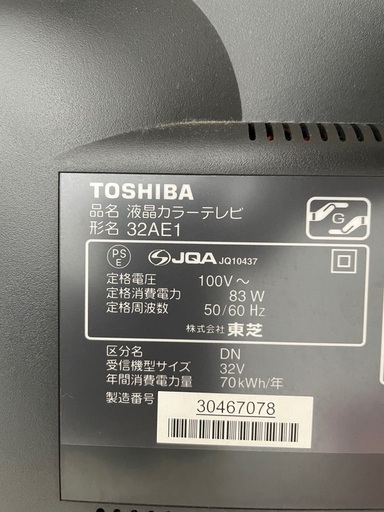 TOSHIBA
品名 液晶カラーテレビ
形名 32AE1
G
PS
E
JQA JQ10437
定格電圧 100V～
定格消費電力 83 W
定格周波数 50/60 Hz
株式会社 東芝
区分名 DN
受信機型サイズ 32V
年間消費電力量 70kWh/年
製造番号 30467078